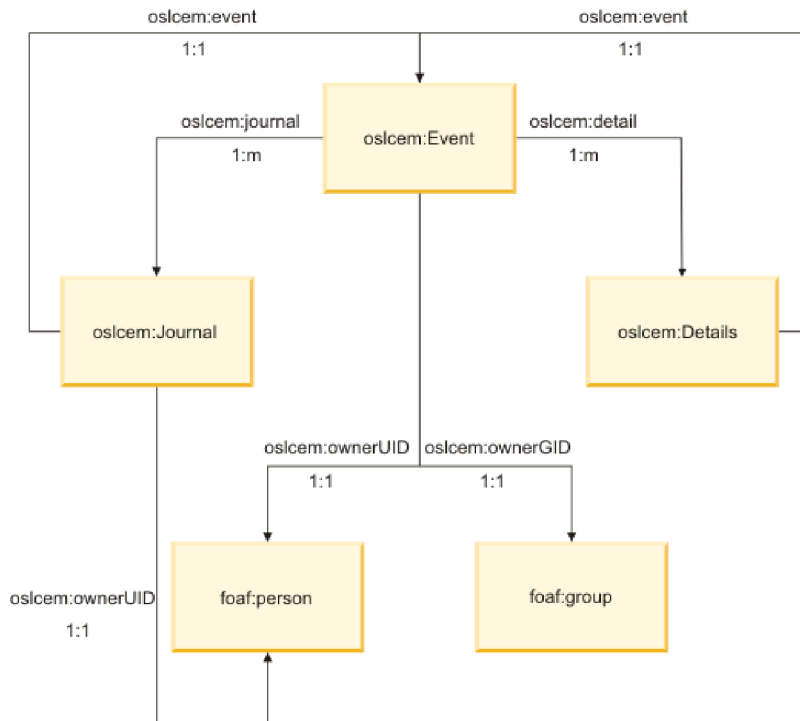 oslcem:event
1:1
oslcem:event
1:1
oslcem:journal
1:m
oslcem:Event
oslcem:detail
1:m
oslcem:Journal
oslcem:Details
oslcem:ownerUID
1:1
oslcem:ownerGID
1:1
foaf:person
foaf:group
oslcem:ownerUID
1:1